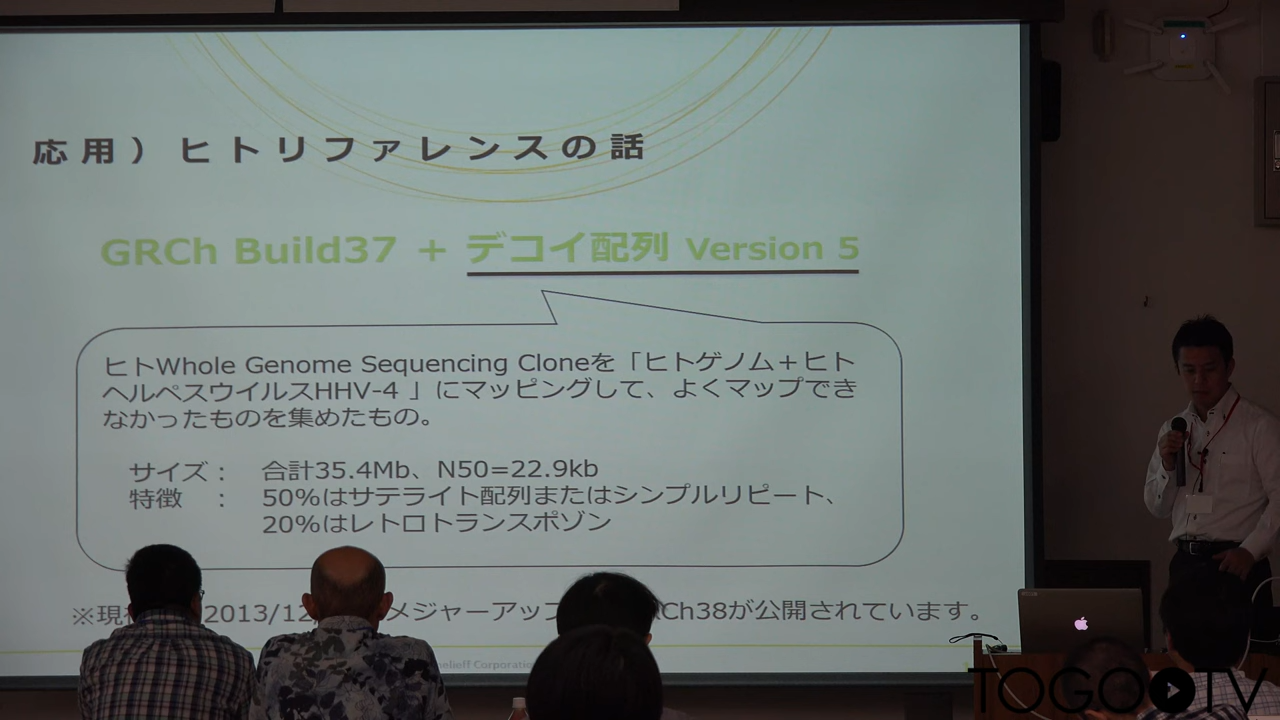 応用）ヒトリファレンスの話
GRCh Build37 + デコイ配列 Version 5
ヒトWhole Genome Sequencing Cloneを「ヒトゲノム＋ヒト
ヘルペスウイルスHHV-4 」にマッピングして、よくマップでき
なかったものを集めたもの。
サイズ： 合計35.4Mb、N50=22.9kb
特徴 ： 50%はサテライト配列またはシンプルリピート、
20%はレトロトランスポゾン
※現 2013/12 メジャーアップ Ch38が公開されています。
TOGO TV